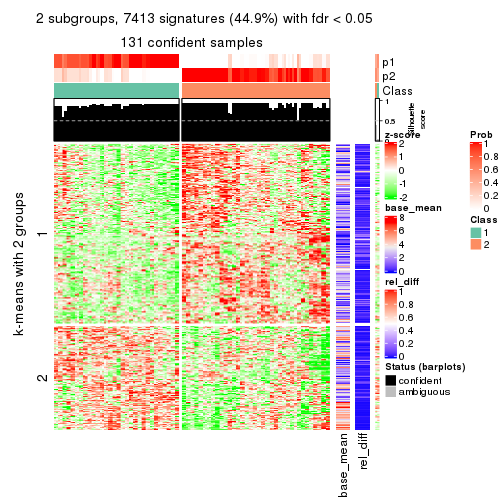 2 subgroups, 7413 signatures (44.9%) with fdr < 0.05
131 confident samples
p1
p2
Class
1
0.5
0
Silhouette
score
k-means with 2 groups
1
2
base_mean
rel_diff
z-score
2
1
0
-1
-2
base_mean
8
6
4
2
0
rel_diff
1
0.8
0.6
0.4
0.2
0
Status (barplots)
confident
ambiguous
Prob
1
0.8
0.6
0.4
0.2
0
Class
1
2